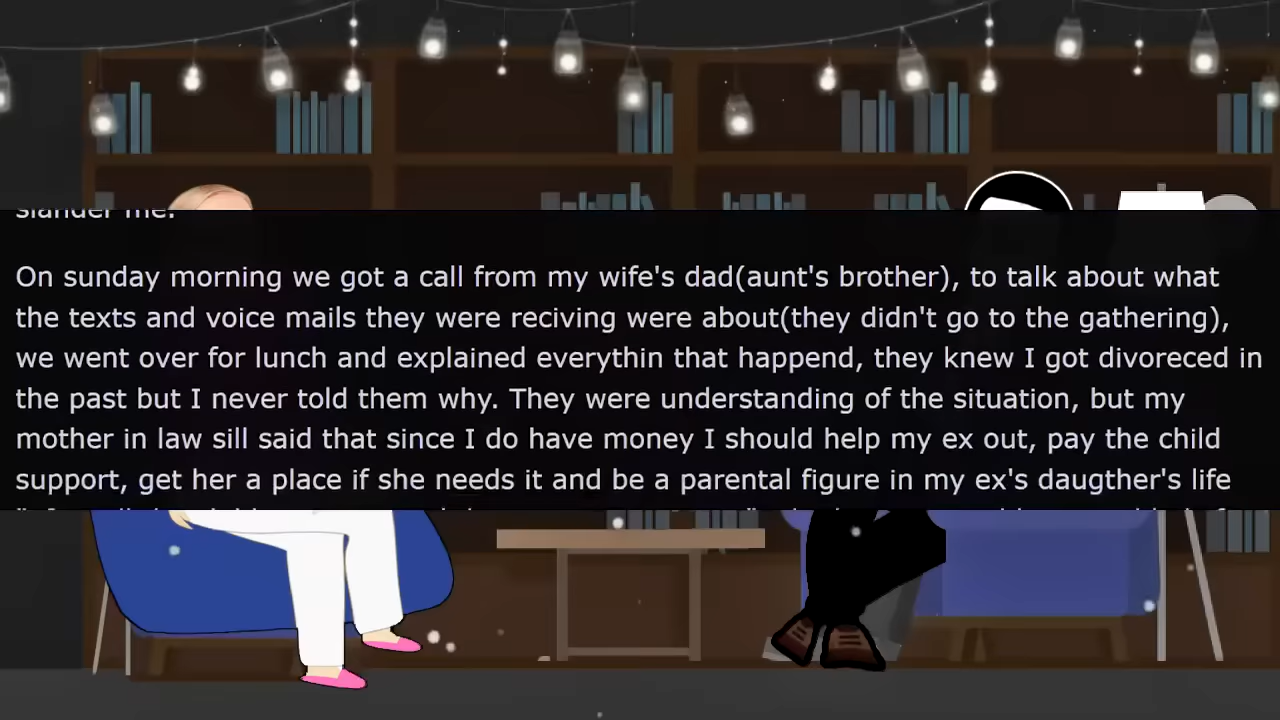 slander me.
On sunday morning we got a call from my wife's dad(aunt's brother), to talk about what
the texts and voice mails they were reciving were about(they didn't go to the gathering),
we went over for lunch and explained everythin that happend, they knew I got divoreced in
the past but I never told them why. They were understanding of the situation, but my
mother in law sill said that since I do have money I should help my ex out, pay the child
support, get her a place if she needs it and be a parental figure in my ex's daugther's life